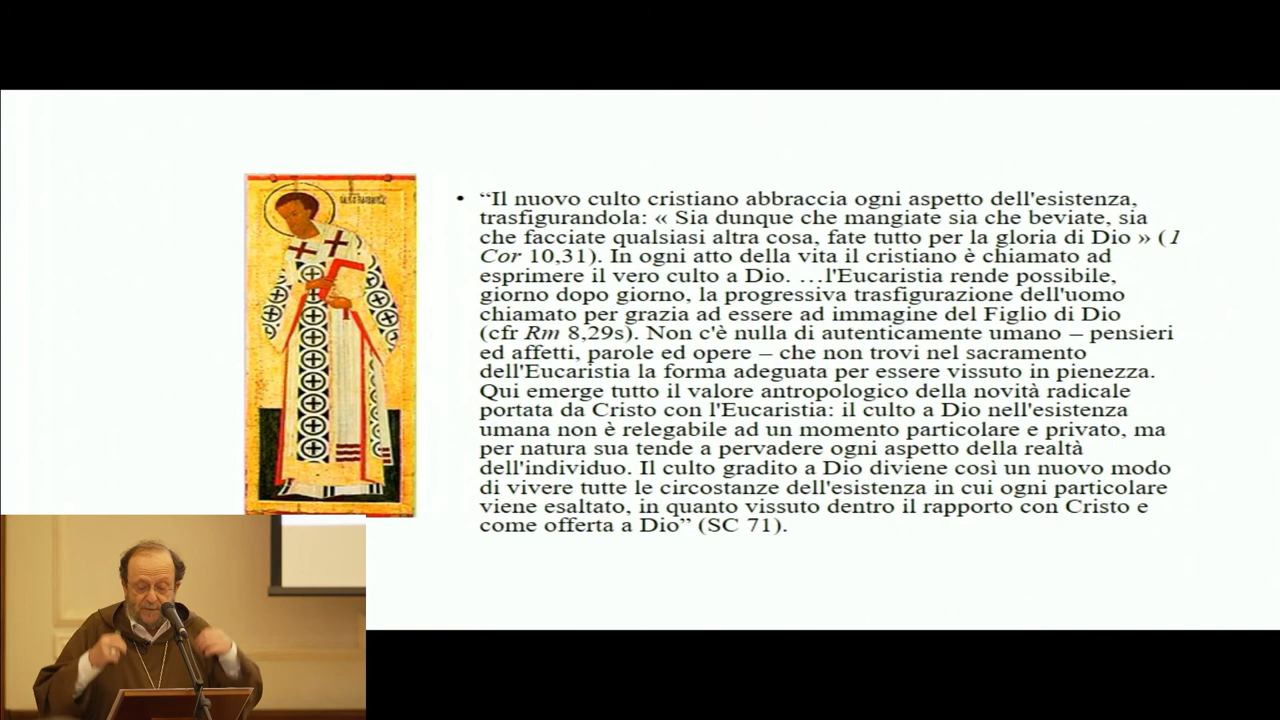 • “Il nuovo culto cristiano abbraccia ogni aspetto dell'esistenza,
trasfigurandola: « Sia dunque che mangiate sia che beviate, sia
che facciate qualsiasi altra cosa, fate tutto per la gloria di Dio » (1
Cor 10,31). In ogni atto della vita il cristiano è chiamato ad
esprimere il vero culto a Dio. …l'Eucaristia rende possibile,
giorno dopo giorno, la progressiva trasfigurazione dell'uomo
chiamato per grazia ad essere ad immagine del Figlio di Dio
(cfr Rm 8,29s). Non c'è nulla di autenticamente umano – pensieri
ed affetti, parole ed opere – che non trovi nel sacramento
dell'Eucaristia la forma adeguata per essere vissuto in pienezza.
Qui emerge tutto il valore antropologico della novità radicale
portata da Cristo con l'Eucaristia: il culto a Dio nell'esistenza
umana non è relegabile ad un momento particolare e privato, ma
per natura sua tende a pervadere ogni aspetto della realtà
dell'individuo. Il culto gradito a Dio diviene così un nuovo modo
di vivere tutte le circostanze dell'esistenza in cui ogni particolare
viene esaltato, in quanto vissuto dentro il rapporto con Cristo e
come offerta a Dio” (SC 71).